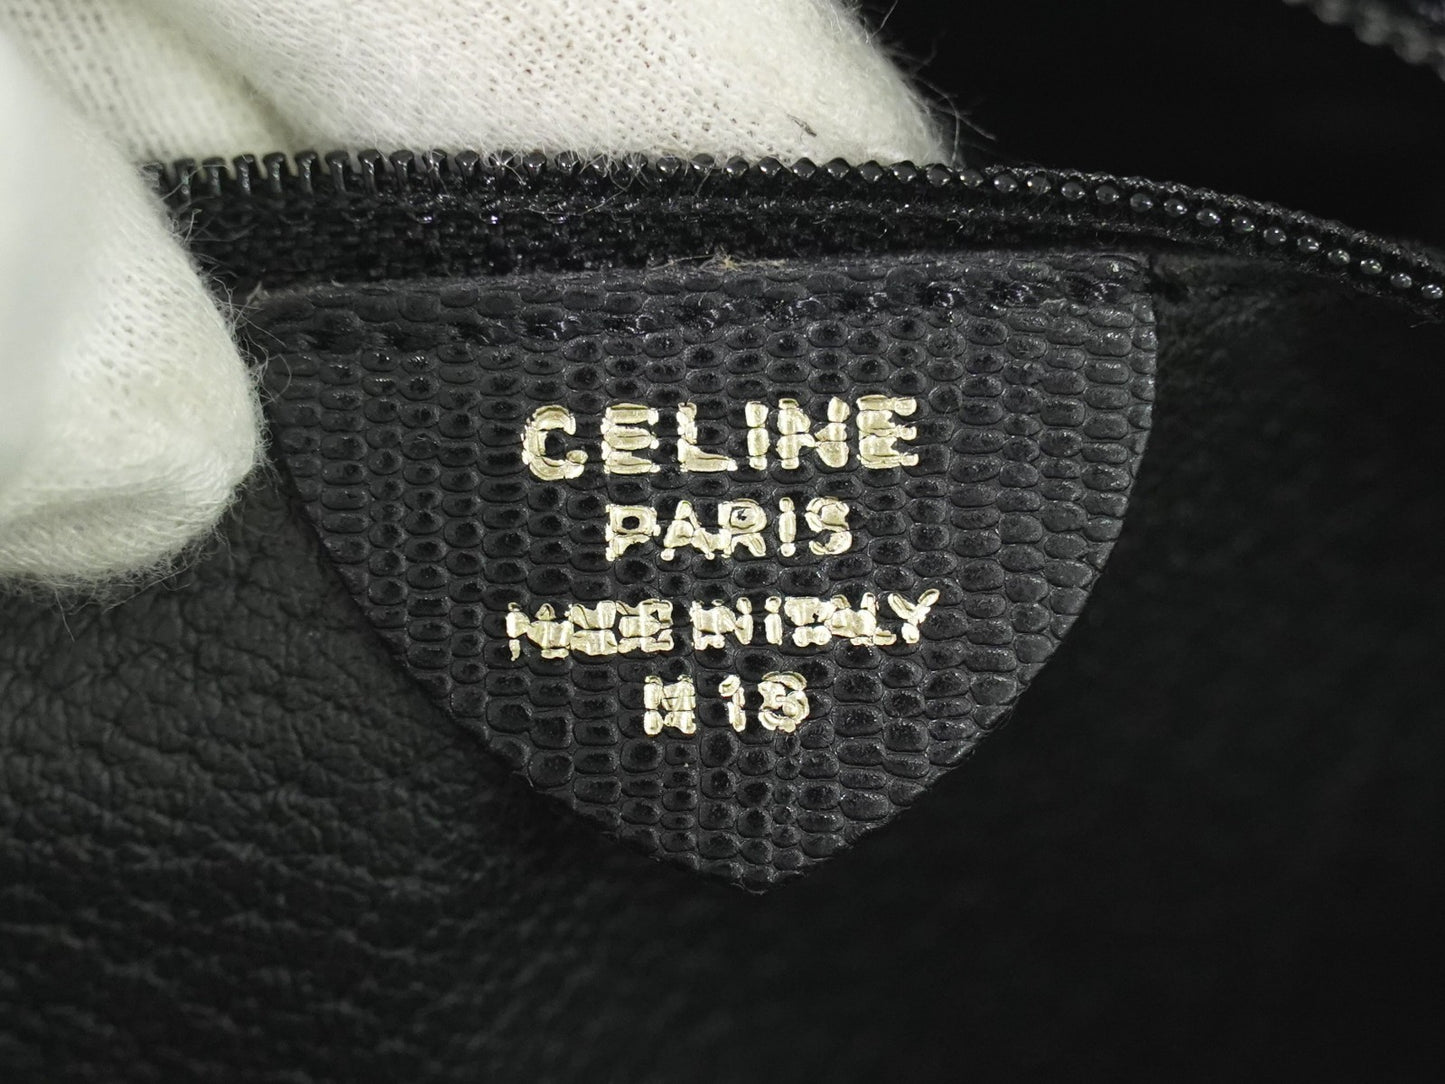 CELINE
PARIS
MADE IN ITALY
M 13